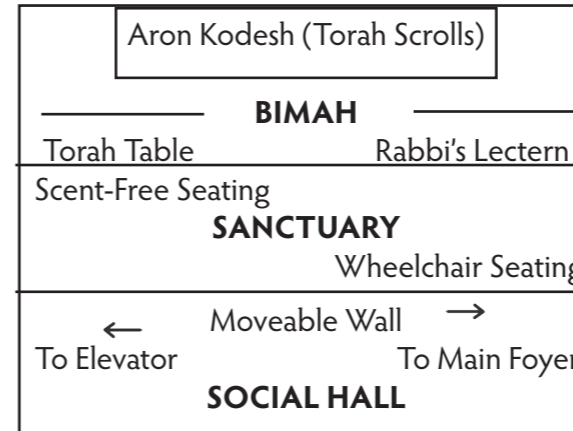 Aron Kodesh (Torah Scrolls)
BIMAH
Torah Table Rabbi's Lectern
Scent-Free Seating
SANCTUARY
Wheelchair Seating
← Moveable Wall →
To Elevator To Main Foyer
SOCIAL HALL